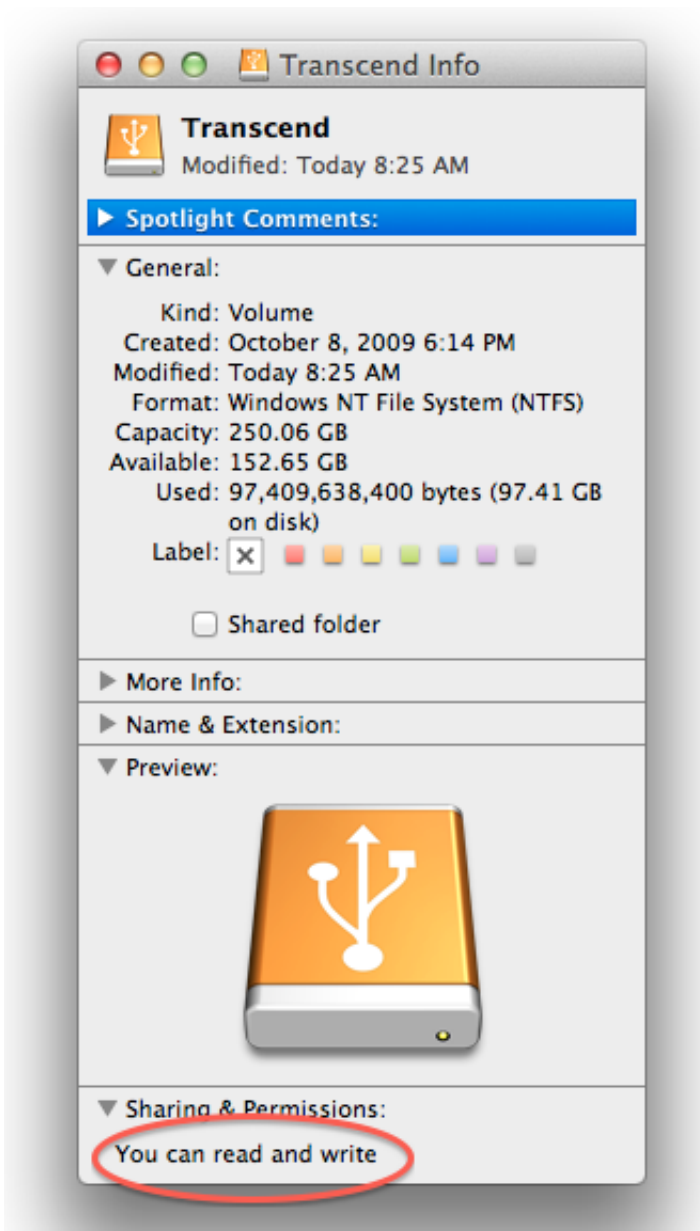 Transcend Info
Transcend
Modified: Today 8:25 AM
Spotlight Comments:
General:
Kind: Volume
Created: October 8, 2009 6:14 PM
Modified: Today 8:25 AM
Format: Windows NT File System (NTFS)
Capacity: 250.06 GB
Available: 152.65 GB
Used: 97,409,638,400 bytes (97.41 GB
on disk)
Label:
Shared folder
More Info:
Name & Extension:
Preview:
Sharing & Permissions:
You can read and write